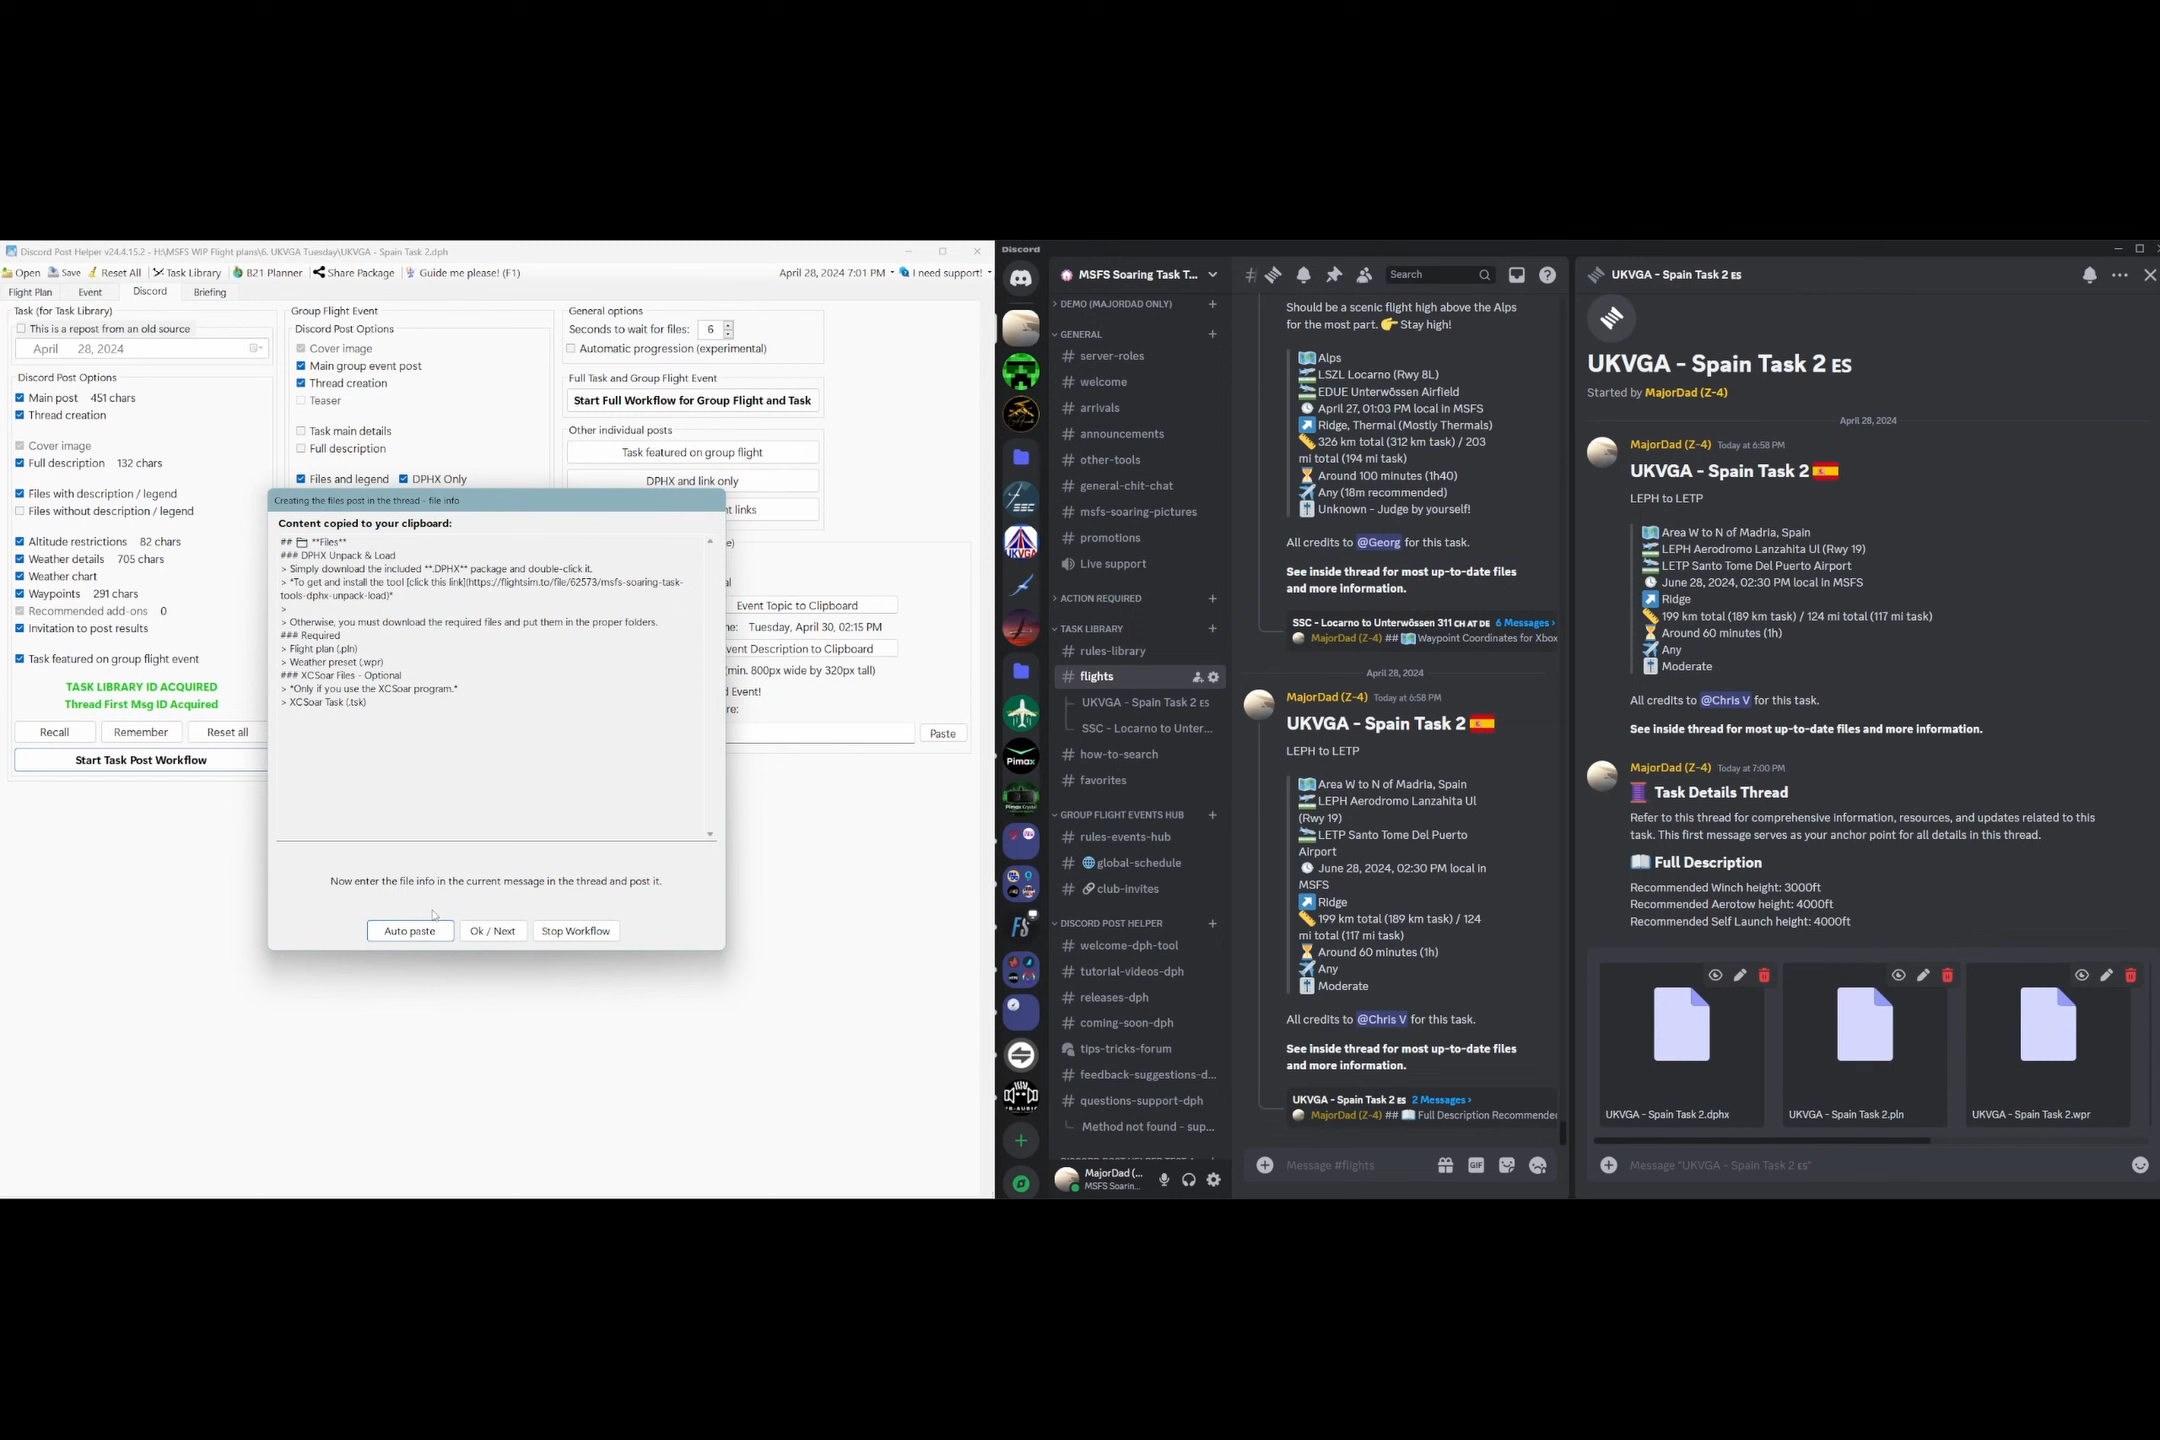 Discord Post Helper v24.4.15.2 - H:\MSFS WIP Flight plans\6. UKVGA Tuesday\UKVGA - Spain Task 2.dph
Open Save Reset All Task Library B21 Planner Share Package Guide me please! (F1) April 28, 2024 7:01 PM I need support!
Flight Plan Event Discord Briefing
Task (for Task Library)
This is a repost from an old source
April 28, 2024
Discord Post Options
Main post 451 chars
Thread creation
Cover image
Full description 132 chars
Files with description / legend
Files without description / legend
Altitude restrictions 82 chars
Weather details 705 chars
Weather chart
Waypoints 291 chars
Recommended add-ons 0
Invitation to post results
Task featured on group flight event
TASK LIBRARY ID ACQUIRED
Thread First Msg ID Acquired
Recall Remember Reset all
Start Task Post Workflow
Group Flight Event
Discord Post Options
Cover image
Main group event post
Thread creation
Teaser
Task main details
Full description
Files and legend DPHX Only
General options
Seconds to wait for files: 6
Automatic progression (experimental)
Full Task and Group Flight Event
Start Full Workflow for Group Flight and Task
Other individual posts
Task featured on group flight
DPHX and link only
t links
e)
al
Event Topic to Clipboard
ne: Tuesday, April 30, 02:15 PM
vent Description to Clipboard
(min. 800px wide by 320px tall)
d Event!
re:
Paste
Creating the files post in the thread - file info
Content copied to your clipboard:
## **Files**
### DPHX Unpack & Load
> Simply download the included **.DPHX** package and double-click it.
> *To get and install the tool [click this link](https://flightsim.to/file/62573/msfs-soaring-task-
tools-dphx-unpack-load)*
>
> Otherwise, you must download the required files and put them in the proper folders.
### Required
> Flight plan (.pln)
> Weather preset (.wpr)
### XCSoar Files - Optional
> *Only if you use the XCSoar program.*
> XCSoar Task (.tsk)
Now enter the file info in the current message in the thread and post it.
Auto paste Ok / Next Stop Workflow
Discord
SSC
UKVGA
Pimax
Pimax Crystal
FS
MSFS Soaring Task T...
DEMO (MAJORDAD ONLY)
GENERAL
# server-roles
# welcome
# arrivals
# announcements
# other-tools
# general-chit-chat
# msfs-soaring-pictures
# promotions
Live support
ACTION REQUIRED
TASK LIBRARY
# rules-library
# flights
UKVGA - Spain Task 2 ES
SSC - Locarno to Unter...
# how-to-search
# favorites
GROUP FLIGHT EVENTS HUB
# rules-events-hub
# global-schedule
# club-invites
DISCORD POST HELPER
# welcome-dph-tool
# tutorial-videos-dph
# releases-dph
# coming-soon-dph
tips-tricks-forum
# feedback-suggestions-d...
# questions-support-dph
Method not found - sup...
MajorDad (...
MSFS Soarin...
# Search
Should be a scenic flight high above the Alps
for the most part. 👉 Stay high!
Alps
LSZL Locarno (Rwy 8L)
EDUE Unterwössen Airfield
April 27, 01:03 PM local in MSFS
Ridge, Thermal (Mostly Thermals)
326 km total (312 km task) / 203
mi total (194 mi task)
Around 100 minutes (1h40)
Any (18m recommended)
Unknown - Judge by yourself!
All credits to @Georg for this task.
See inside thread for most up-to-date files
and more information.
SSC - Locarno to Unterwössen 311 CH AT DE 6 Messages ›
MajorDad (Z-4) ## Waypoint Coordinates for Xbox
April 28, 2024
MajorDad (Z-4) Today at 6:58 PM
UKVGA - Spain Task 2 🇪🇸
LEPH to LETP
Area W to N of Madria, Spain
LEPH Aerodromo Lanzahita Ul
(Rwy 19)
LETP Santo Tome Del Puerto
Airport
June 28, 2024, 02:30 PM local in
MSFS
Ridge
199 km total (189 km task) / 124
mi total (117 mi task)
Around 60 minutes (1h)
Any
Moderate
All credits to @Chris V for this task.
See inside thread for most up-to-date files
and more information.
UKVGA - Spain Task 2 ES 2 Messages ›
MajorDad (Z-4) ## Full Description Recommended
Message #flights GIF
UKVGA - Spain Task 2 ES
UKVGA - Spain Task 2 ES
Started by MajorDad (Z-4)
April 28, 2024
MajorDad (Z-4) Today at 6:58 PM
UKVGA - Spain Task 2 🇪🇸
LEPH to LETP
Area W to N of Madria, Spain
LEPH Aerodromo Lanzahita Ul (Rwy 19)
LETP Santo Tome Del Puerto Airport
June 28, 2024, 02:30 PM local in MSFS
Ridge
199 km total (189 km task) / 124 mi total (117 mi task)
Around 60 minutes (1h)
Any
Moderate
All credits to @Chris V for this task.
See inside thread for most up-to-date files and more information.
MajorDad (Z-4) Today at 7:00 PM
Task Details Thread
Refer to this thread for comprehensive information, resources, and updates related to this
task. This first message serves as your anchor point for all details in this thread.
Full Description
Recommended Winch height: 3000ft
Recommended Aerotow height: 4000ft
Recommended Self Launch height: 4000ft
UKVGA - Spain Task 2.dphx UKVGA - Spain Task 2.pln UKVGA - Spain Task 2.wpr
Message "UKVGA - Spain Task 2 ES"